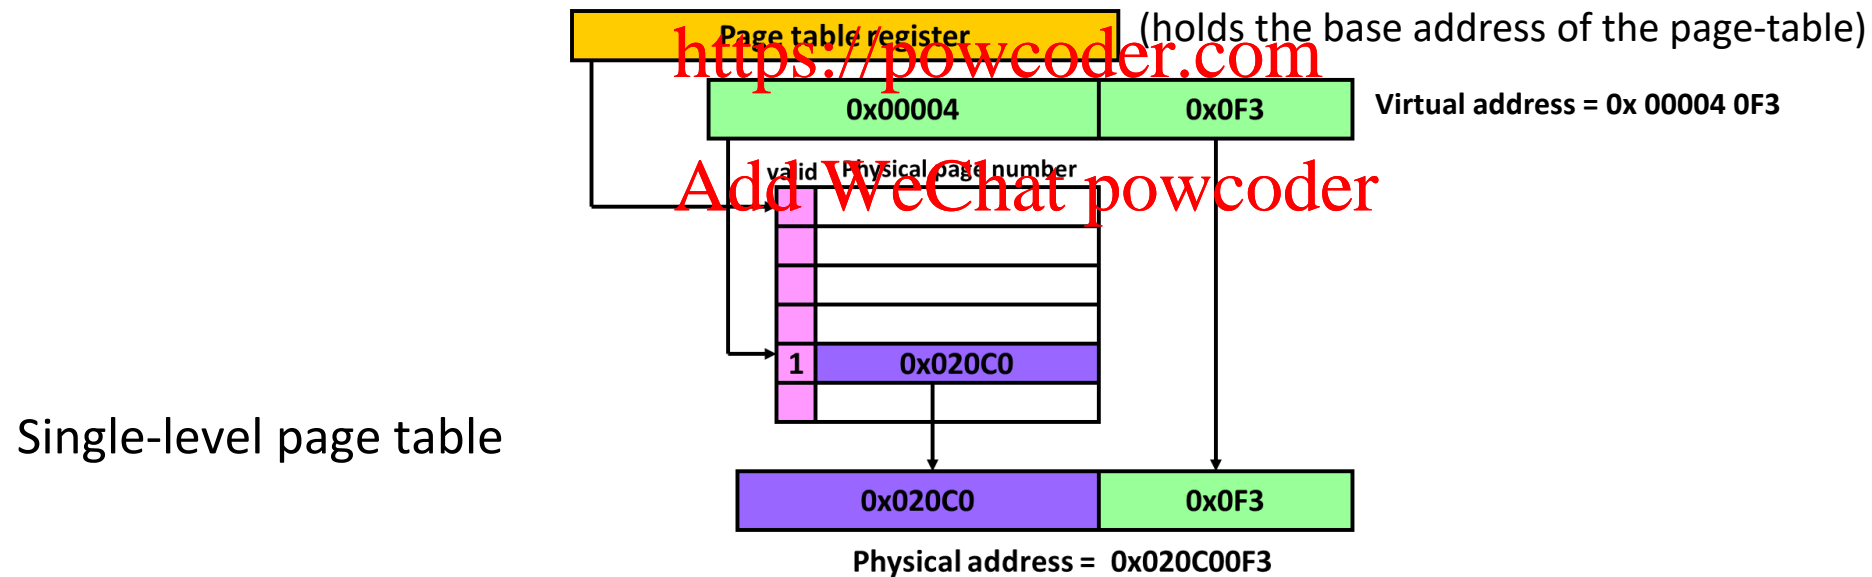 Page table register
(holds the base address of the page-table)
https://powcoder.com
0x00004
0x0F3
Virtual address = 0x 00004 0F3
valid
Physical page number
Add WeChat powcoder
1
0x020C0
Single-level page table
0x020C0
0x0F3
Physical address = 0x020C00F3